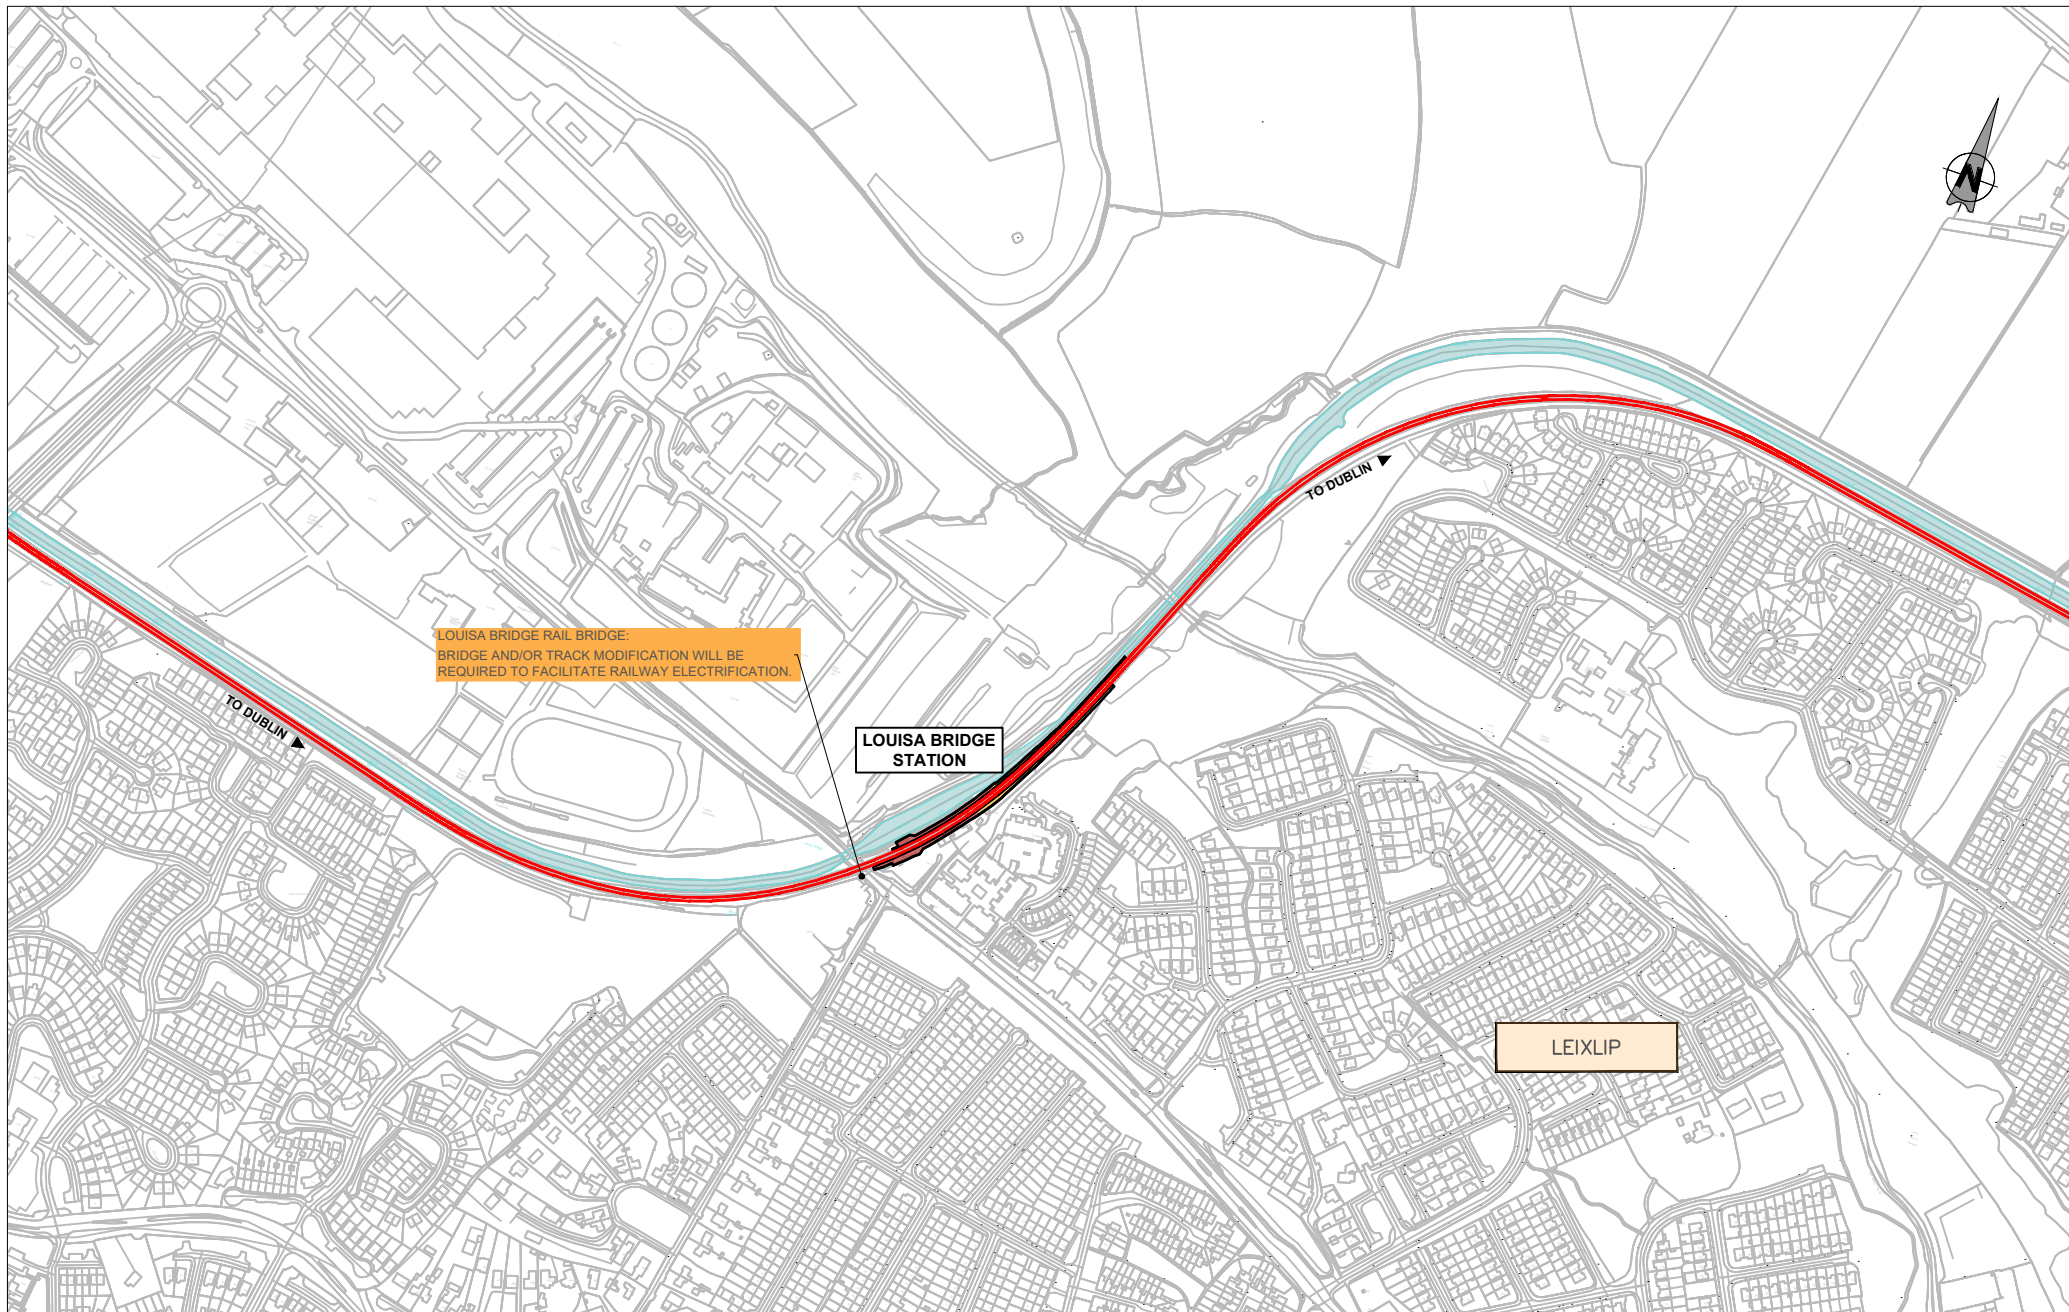 N
TO DUBLIN
LOUISA BRIDGE RAIL BRIDGE:
BRIDGE AND/OR TRACK MODIFICATION WILL BE
REQUIRED TO FACILITATE RAILWAY ELECTRIFICATION.
TO DUBLIN
LOUISA BRIDGE
STATION
LEIXLIP